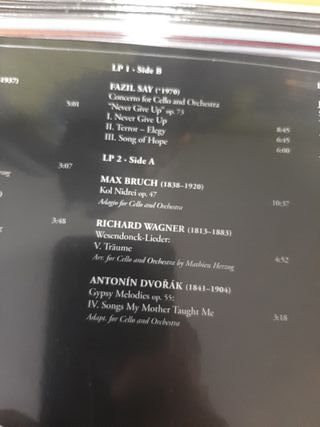 1937)
3:01
3:07
3:48
LP 1 · Side B
FAZIL SAY (*1970)
Concerto for Cello and Orchestra
"Never Give Up" op. 73
I. Never Give Up 8:45
II. Terror – Elegy 6:45
III. Song of Hope 6:00
LP 2 · Side A
MAX BRUCH (1838–1920)
Kol Nidrei op. 47
Adagio for Cello and Orchestra 10:37
RICHARD WAGNER (1813–1883)
Wesendonck-Lieder:
V. Träume
Arr. for Cello and Orchestra by Mathieu Herzog 4:52
ANTONÍN DVOŘÁK (1841–1904)
Gypsy Melodies op. 55:
IV. Songs My Mother Taught Me
Adapt. for Cello and Orchestra 3:18